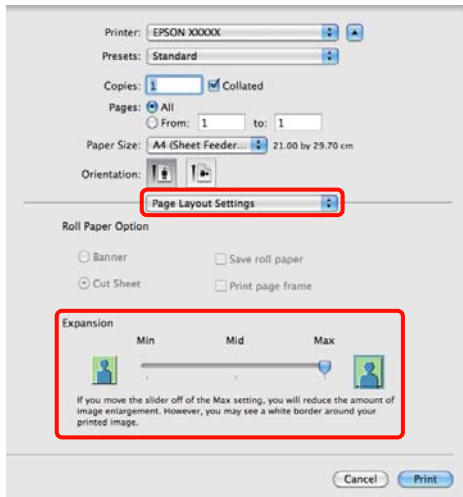 Printer: EPSON XXXXX
Presets: Standard
Copies: 1 Collated
Pages: All
From: 1 to: 1
Paper Size: A4 (Sheet Feeder... 21.00 by 29.70 cm
Orientation:
Page Layout Settings
Roll Paper Option
Banner Save roll paper
Cut Sheet Print page frame
Expansion
Min Mid Max
If you move the slider off of the Max setting, you will reduce the amount of
image enlargement. However, you may see a white border around your
printed image.
Cancel Print